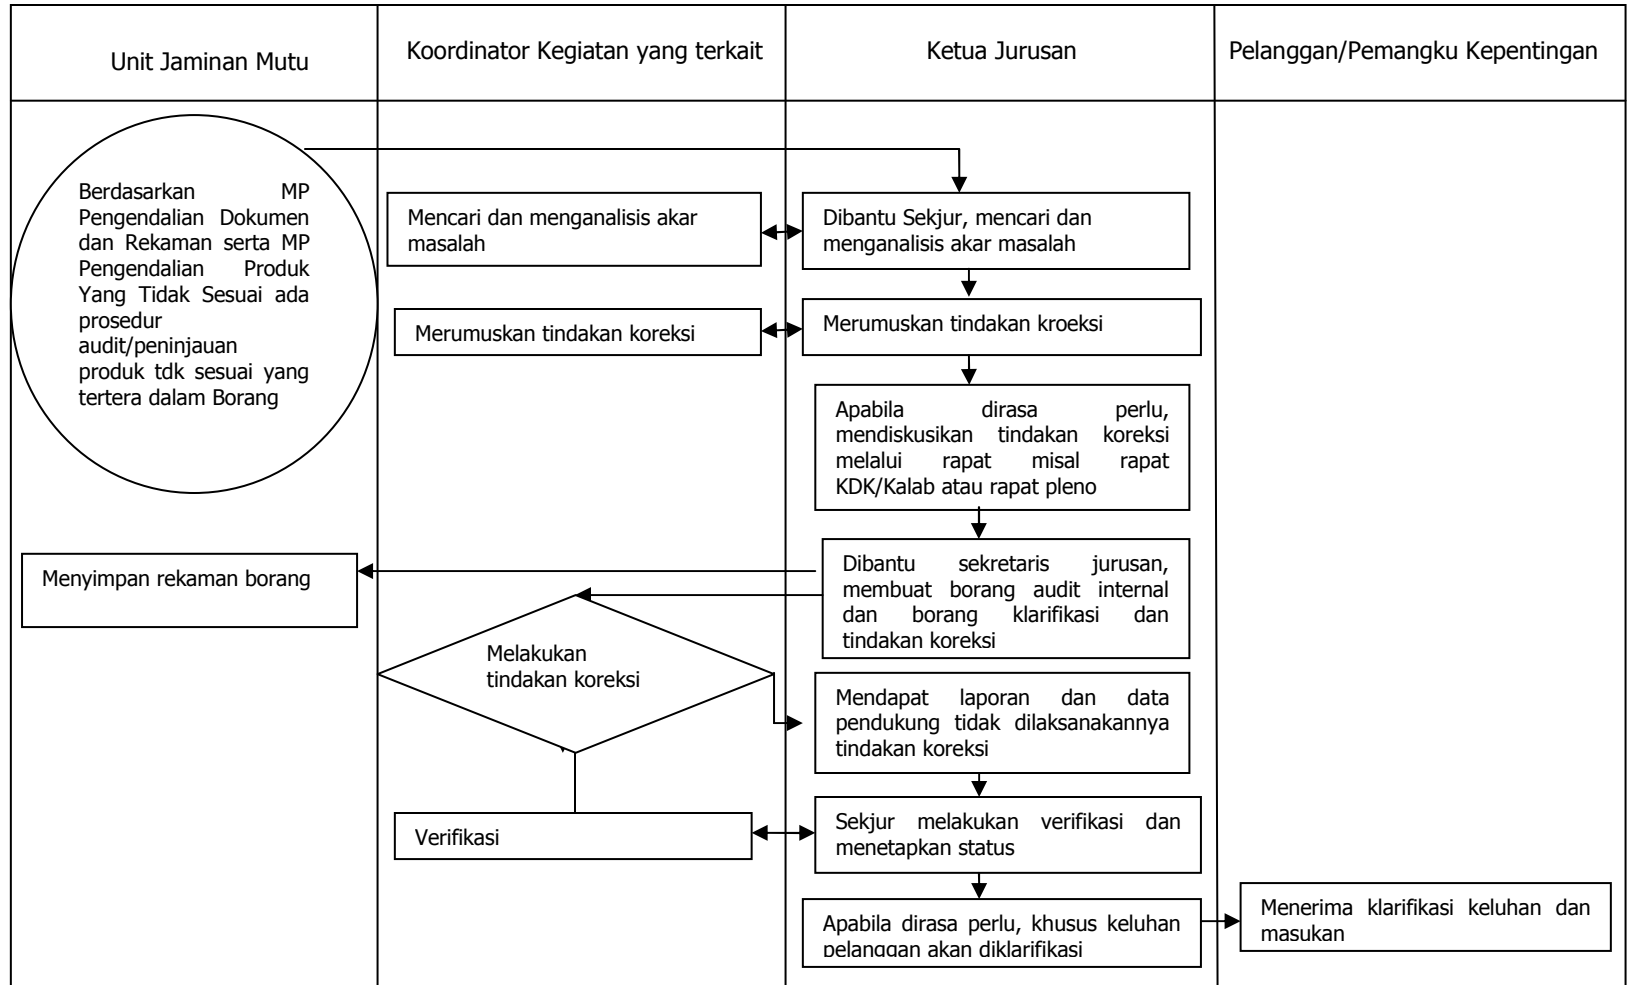 Unit Jaminan Mutu
Koordinator Kegiatan yang terkait
Ketua Jurusan
Pelanggan/Pemangku Kepentingan
Berdasarkan MP
Pengendalian Dokumen
dan Rekaman serta MP
Pengendalian Produk
Yang Tidak Sesuai ada
prosedur
audit/peninjauan
produk tdk sesuai yang
tertera dalam Borang
Mencari dan menganalisis akar
masalah
Dibantu Sekjur, mencari dan
menganalisis akar masalah
Merumuskan tindakan koreksi
Merumuskan tindakan kroeksi
Apabila dirasa perlu,
mendiskusikan tindakan koreksi
melalui rapat misal rapat
KDK/Kalab atau rapat pleno
Menyimpan rekaman borang
Dibantu sekretaris jurusan,
membuat borang audit internal
dan borang klarifikasi dan
tindakan koreksi
Melakukan
tindakan koreksi
Mendapat laporan dan data
pendukung tidak dilaksanakannya
tindakan koreksi
Verifikasi
Sekjur melakukan verifikasi dan
menetapkan status
Apabila dirasa perlu, khusus keluhan
pelanggan akan diklarifikasi
Menerima klarifikasi keluhan dan
masukan